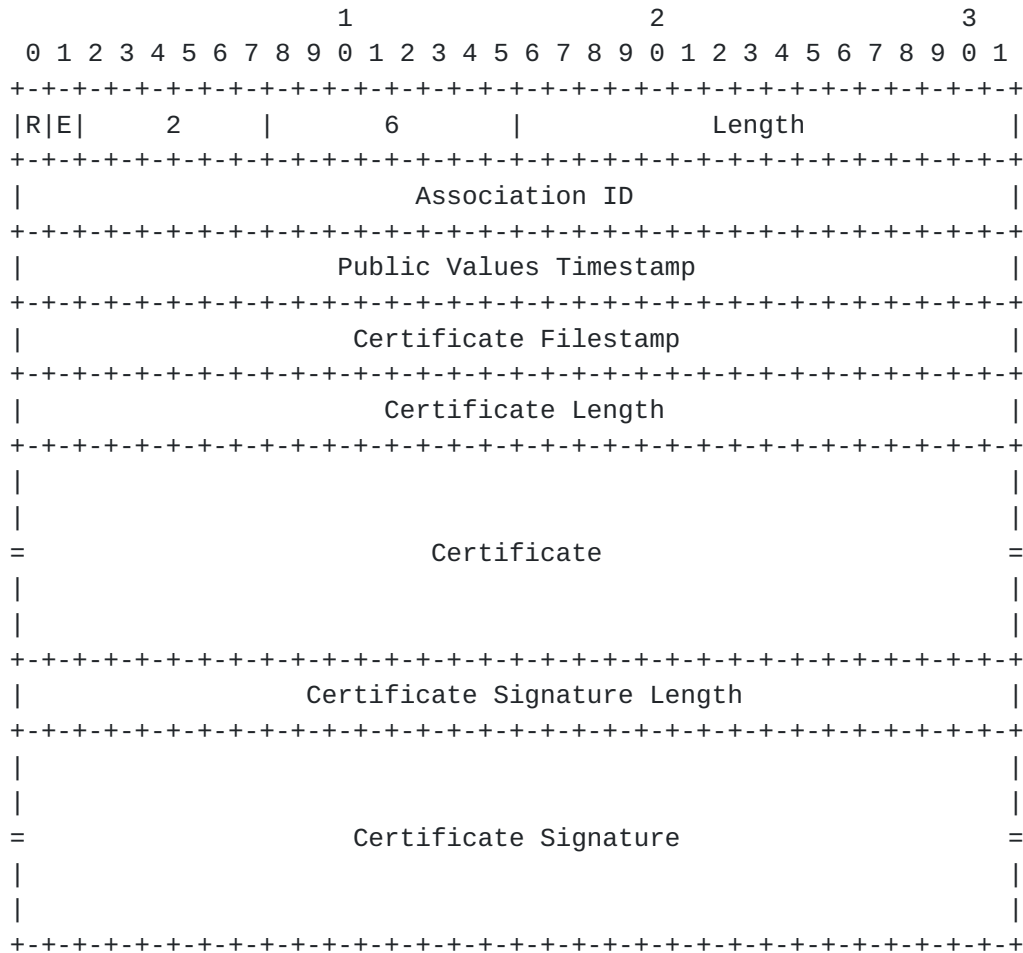 1                   2                   3
 0 1 2 3 4 5 6 7 8 9 0 1 2 3 4 5 6 7 8 9 0 1 2 3 4 5 6 7 8 9 0 1
+-+-+-+-+-+-+-+-+-+-+-+-+-+-+-+-+-+-+-+-+-+-+-+-+-+-+-+-+-+-+-+-+
|R|E|     2     |       6       |            Length             |
+-+-+-+-+-+-+-+-+-+-+-+-+-+-+-+-+-+-+-+-+-+-+-+-+-+-+-+-+-+-+-+-+
|                         Association ID                        |
+-+-+-+-+-+-+-+-+-+-+-+-+-+-+-+-+-+-+-+-+-+-+-+-+-+-+-+-+-+-+-+-+
|                    Public Values Timestamp                    |
+-+-+-+-+-+-+-+-+-+-+-+-+-+-+-+-+-+-+-+-+-+-+-+-+-+-+-+-+-+-+-+-+
|                     Certificate Filestamp                     |
+-+-+-+-+-+-+-+-+-+-+-+-+-+-+-+-+-+-+-+-+-+-+-+-+-+-+-+-+-+-+-+-+
|                       Certificate Length                      |
+-+-+-+-+-+-+-+-+-+-+-+-+-+-+-+-+-+-+-+-+-+-+-+-+-+-+-+-+-+-+-+-+
|                                                               |
|                                                               |
=                          Certificate                          =
|                                                               |
|                                                               |
+-+-+-+-+-+-+-+-+-+-+-+-+-+-+-+-+-+-+-+-+-+-+-+-+-+-+-+-+-+-+-+-+
|                  Certificate Signature Length                 |
+-+-+-+-+-+-+-+-+-+-+-+-+-+-+-+-+-+-+-+-+-+-+-+-+-+-+-+-+-+-+-+-+
|                                                               |
|                                                               |
=                     Certificate Signature                     =
|                                                               |
|                                                               |
+-+-+-+-+-+-+-+-+-+-+-+-+-+-+-+-+-+-+-+-+-+-+-+-+-+-+-+-+-+-+-+-+